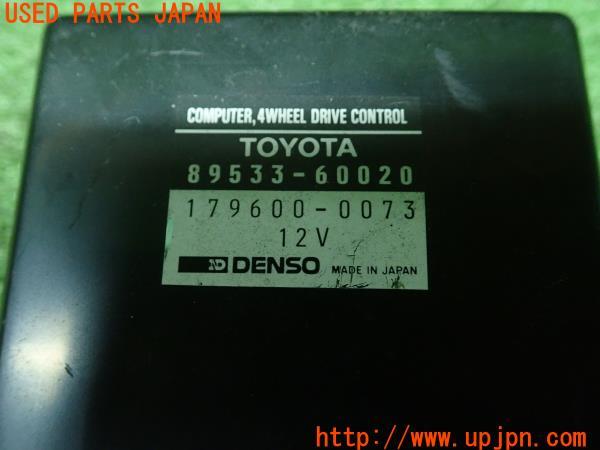 USED PARTS JAPAN
COMPUTER, 4WHEEL DRIVE CONTROL
TOYOTA
89533-60020
179600-0073
12V
ND DENSO MADE IN JAPAN
http://www.upjpn.com/